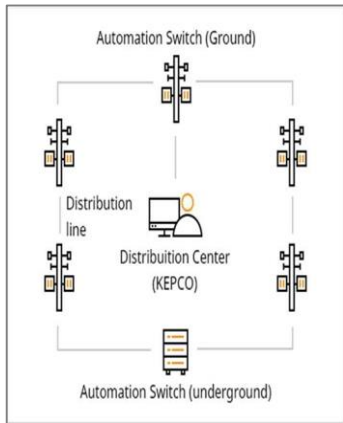 Automation Switch (Ground)
Distribution
line
Distribuition Center
(KEPCO)
Automation Switch (underground)